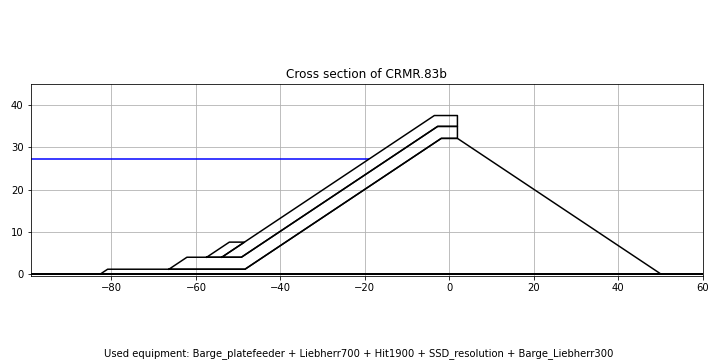 Cross section of CRMR.83b
40
30
20
10
0
−80 −60 −40 −20 0 20 40 60
Used equipment: Barge_platefeeder + Liebherr700 + Hit1900 + SSD_resolution + Barge_Liebherr300